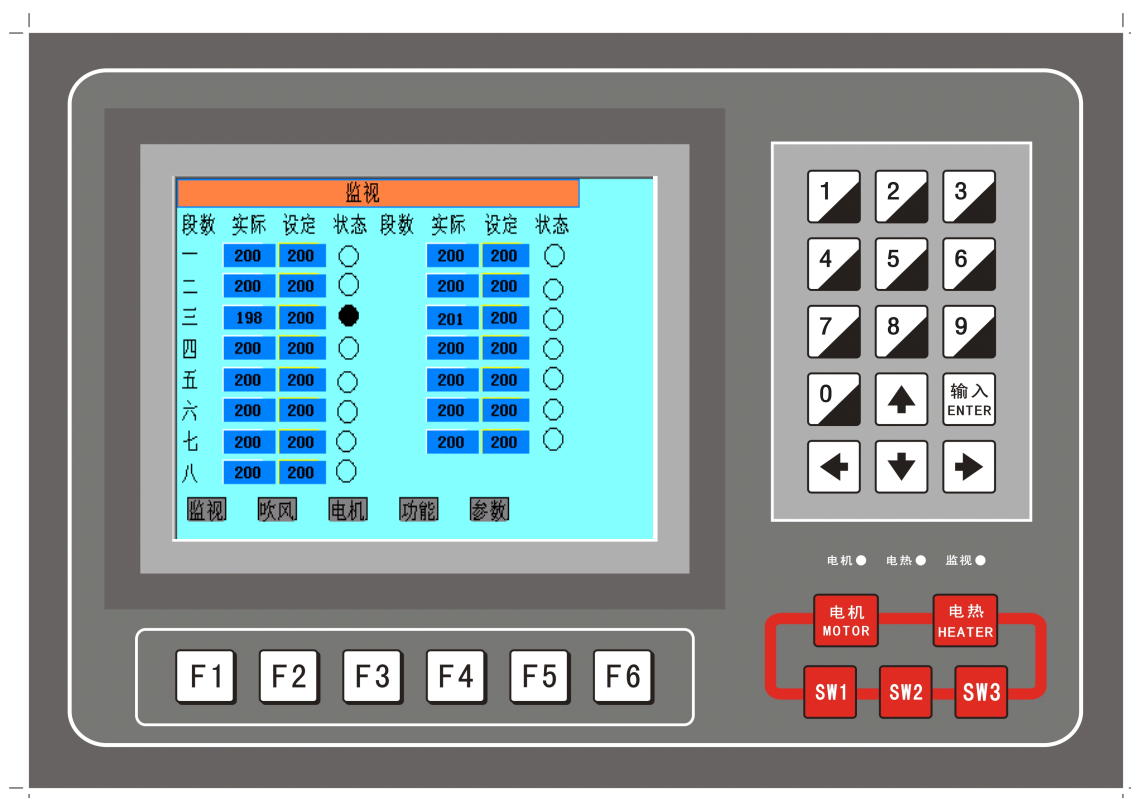 监视
段数 实际 设定 状态 段数 实际 设定 状态
一 200 200 200 200
二 200 200 200 200
三 198 200 201 200
四 200 200 200 200
五 200 200 200 200
六 200 200 200 200
七 200 200 200 200
八 200 200
监视 吹风 电机 功能 参数
F1 F2 F3 F4 F5 F6
1 2 3
4 5 6
7 8 9
0 输入
ENTER
电机 电热 监视
电机 电热
MOTOR HEATER
SW1 SW2 SW3